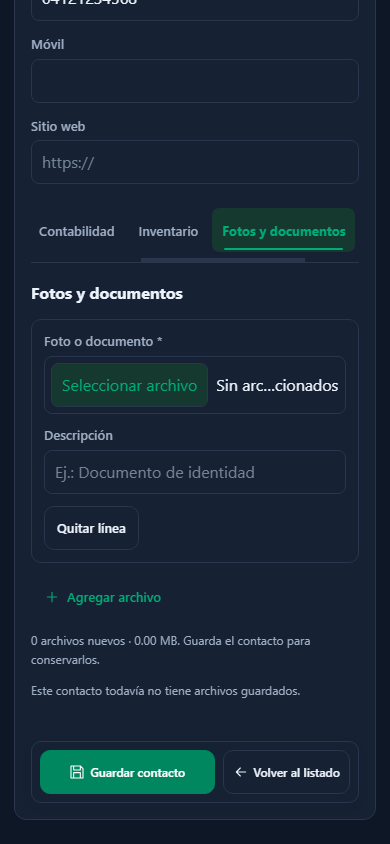 04121234568
Móvil
Sitio web
https://
Contabilidad Inventario Fotos y documentos
Fotos y documentos
Foto o documento *
Seleccionar archivo Sin arc...cionados
Descripción
Ej.: Documento de identidad
Quitar línea
+ Agregar archivo
0 archivos nuevos · 0.00 MB. Guarda el contacto para
conservarlos.
Este contacto todavía no tiene archivos guardados.
Guardar contacto ← Volver al listado